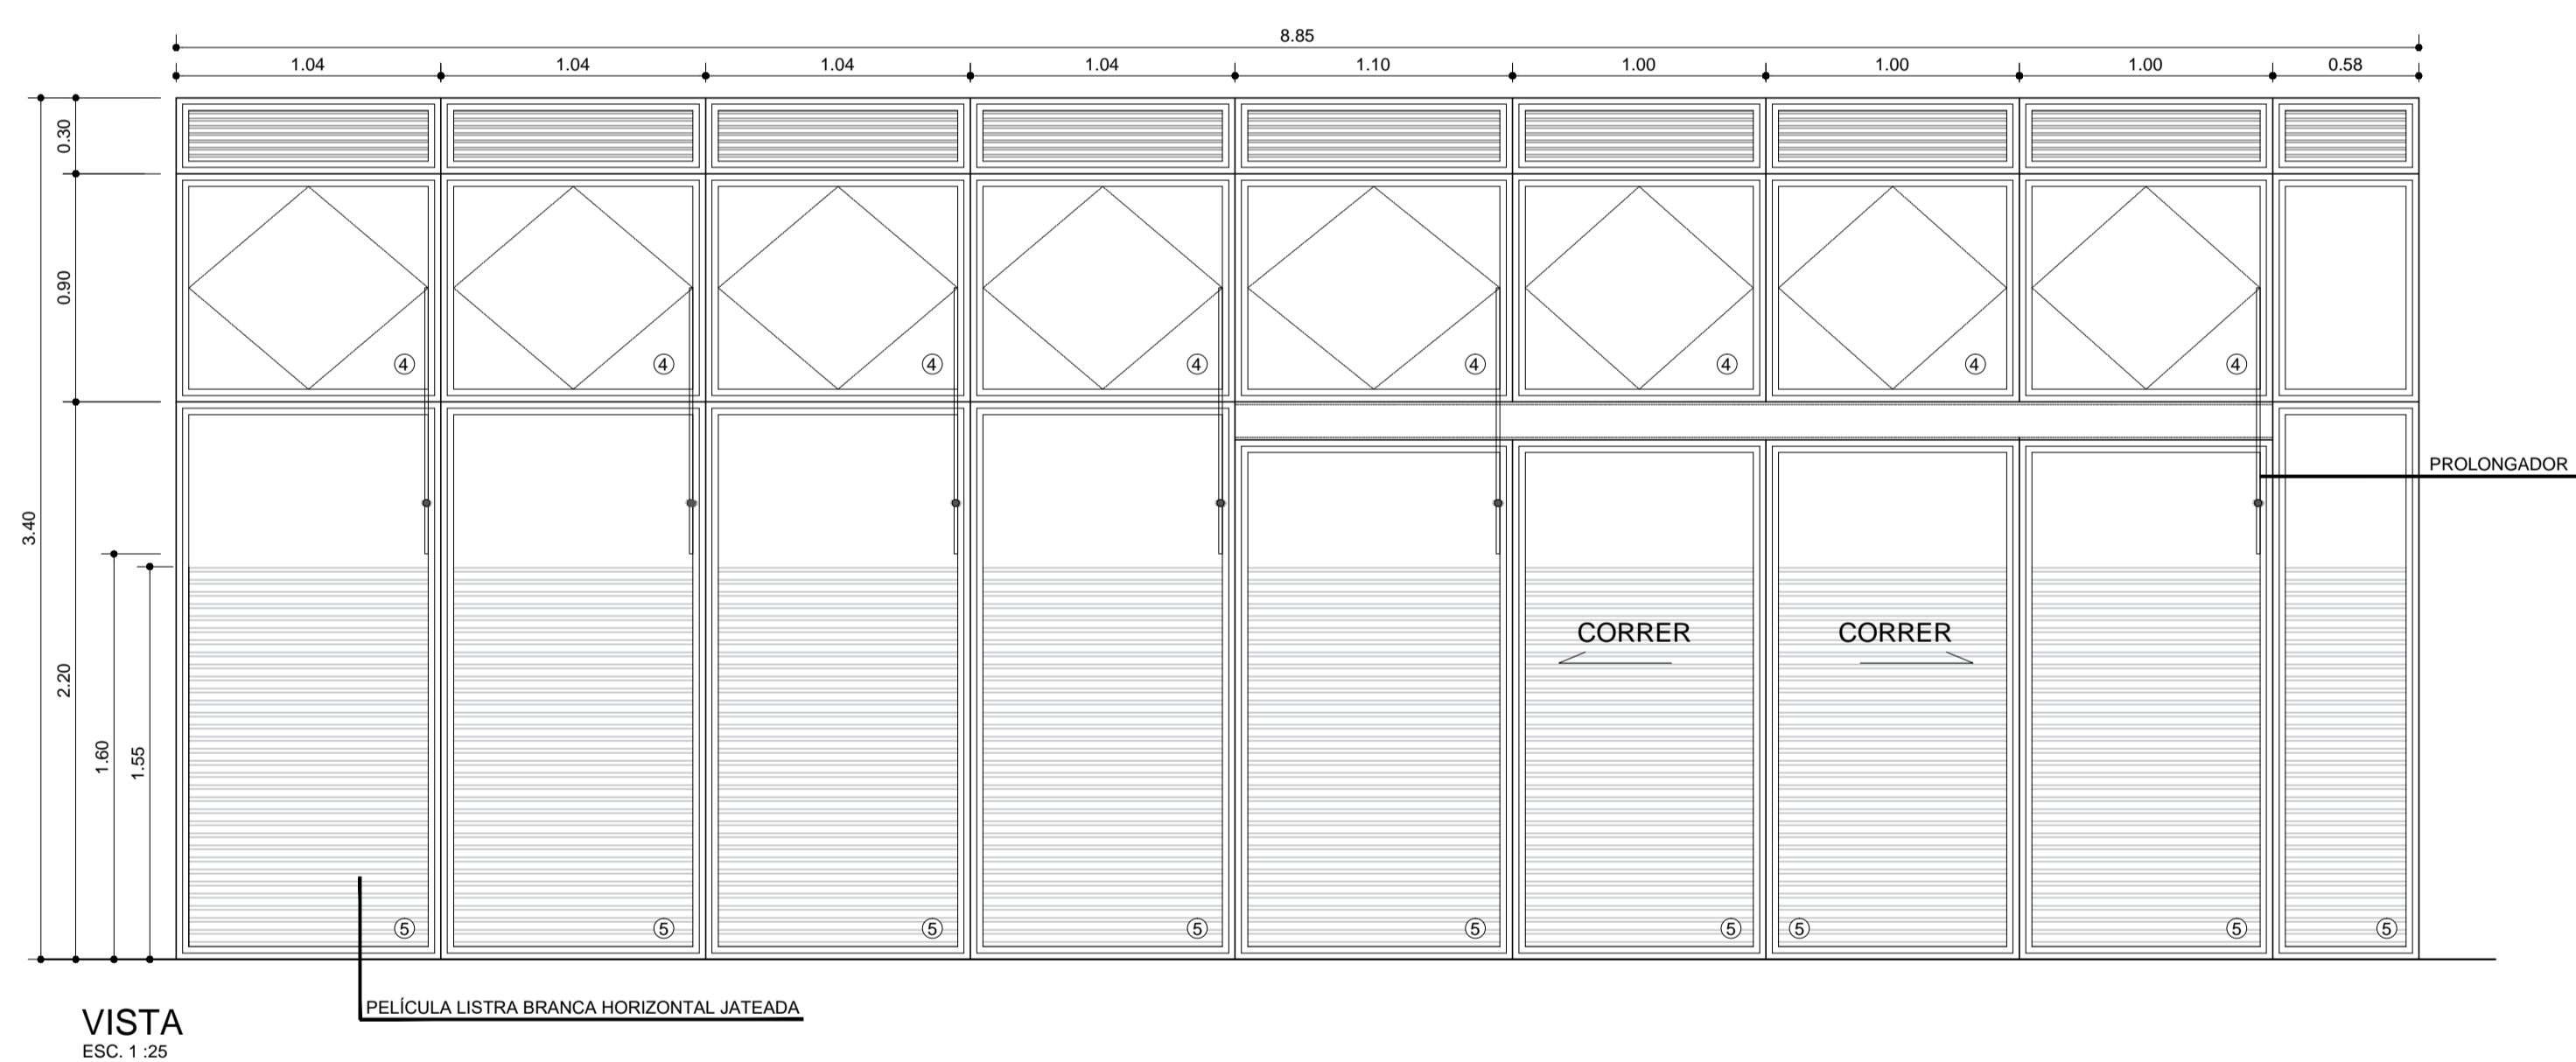 8.85
1.04 1.04 1.04 1.04 1.10 1.00 1.00 1.00 0.58
0.30
0.90
4 4 4 4 4 4 4 4
PROLONGADOR
3.40
2.20
1.60
1.55
CORRER CORRER
5 5 5 5 5 5 5 5 5
PELÍCULA LISTRA BRANCA HORIZONTAL JATEADA
VISTA
ESC. 1 :25